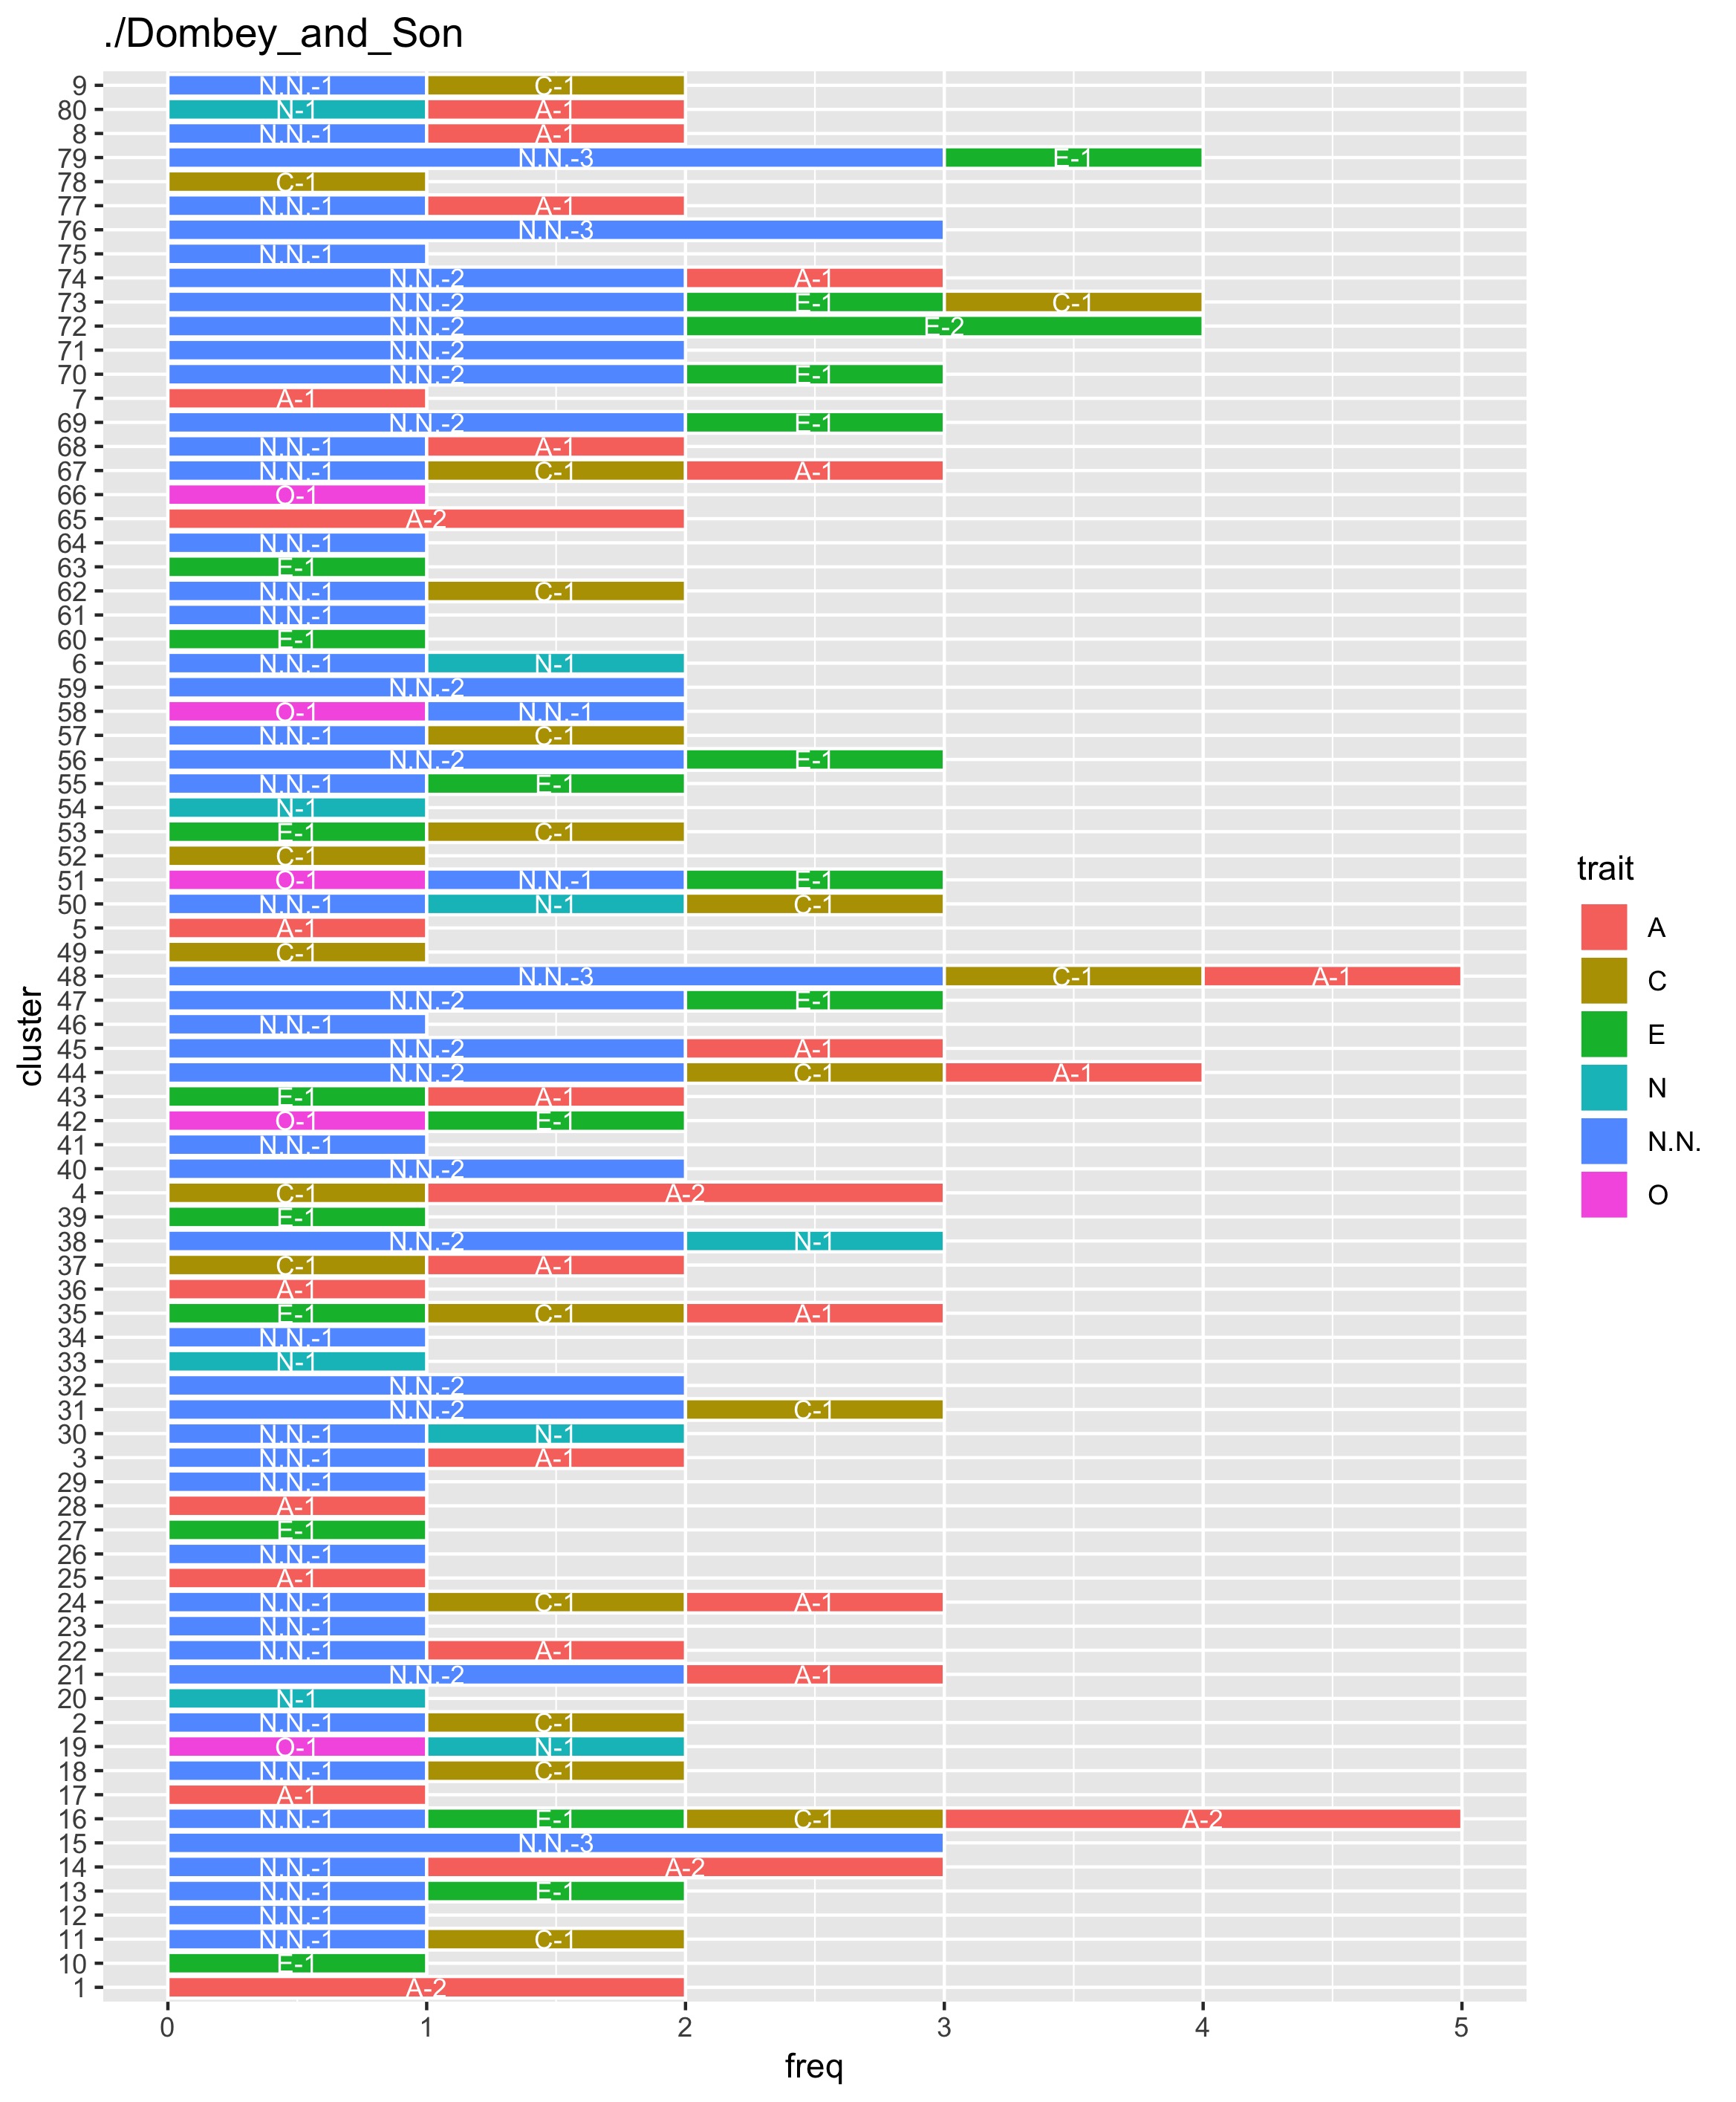 ./Dombey_and_Son
9 N.N.-1 C-1
80 N-1 A-1
8 N.N.-1 A-1
79 N.N.-3 E-1
78 C-1
77 N.N.-1 A-1
76 N.N.-3
75 N.N.-1
74 N.N.-2 A-1
73 N.N.-2 E-1 C-1
72 N.N.-2 E-2
71 N.N.-2
70 N.N.-2 E-1
7 A-1
69 N.N.-2 E-1
68 N.N.-1 A-1
67 N.N.-1 C-1 A-1
66 O-1
65 A-2
64 N.N.-1
63 E-1
62 N.N.-1 C-1
61 N.N.-1
60 E-1
6 N.N.-1 N-1
59 N.N.-2
58 O-1 N.N.-1
57 N.N.-1 C-1
56 N.N.-2 E-1
55 N.N.-1 E-1
54 N-1
53 E-1 C-1
52 C-1
51 O-1 N.N.-1 E-1
50 N.N.-1 N-1 C-1
5 A-1
49 C-1
48 N.N.-3 C-1 A-1
47 N.N.-2 E-1
46 N.N.-1
45 N.N.-2 A-1
44 N.N.-2 C-1 A-1
43 E-1 A-1
42 O-1 E-1
41 N.N.-1
40 N.N.-2
4 C-1 A-2
39 E-1
38 N.N.-2 N-1
37 C-1 A-1
36 A-1
35 E-1 C-1 A-1
34 N.N.-1
33 N-1
32 N.N.-2
31 N.N.-2 C-1
30 N.N.-1 N-1
3 N.N.-1 A-1
29 N.N.-1
28 A-1
27 E-1
26 N.N.-1
25 A-1
24 N.N.-1 C-1 A-1
23 N.N.-1
22 N.N.-1 A-1
21 N.N.-2 A-1
20 N-1
2 N.N.-1 C-1
19 O-1 N-1
18 N.N.-1 C-1
17 A-1
16 N.N.-1 E-1 C-1 A-2
15 N.N.-3
14 N.N.-1 A-2
13 N.N.-1 E-1
12 N.N.-1
11 N.N.-1 C-1
10 E-1
1 A-2
0 1 2 3 4 5
freq
cluster
trait
A
C
E
N
N.N.
O